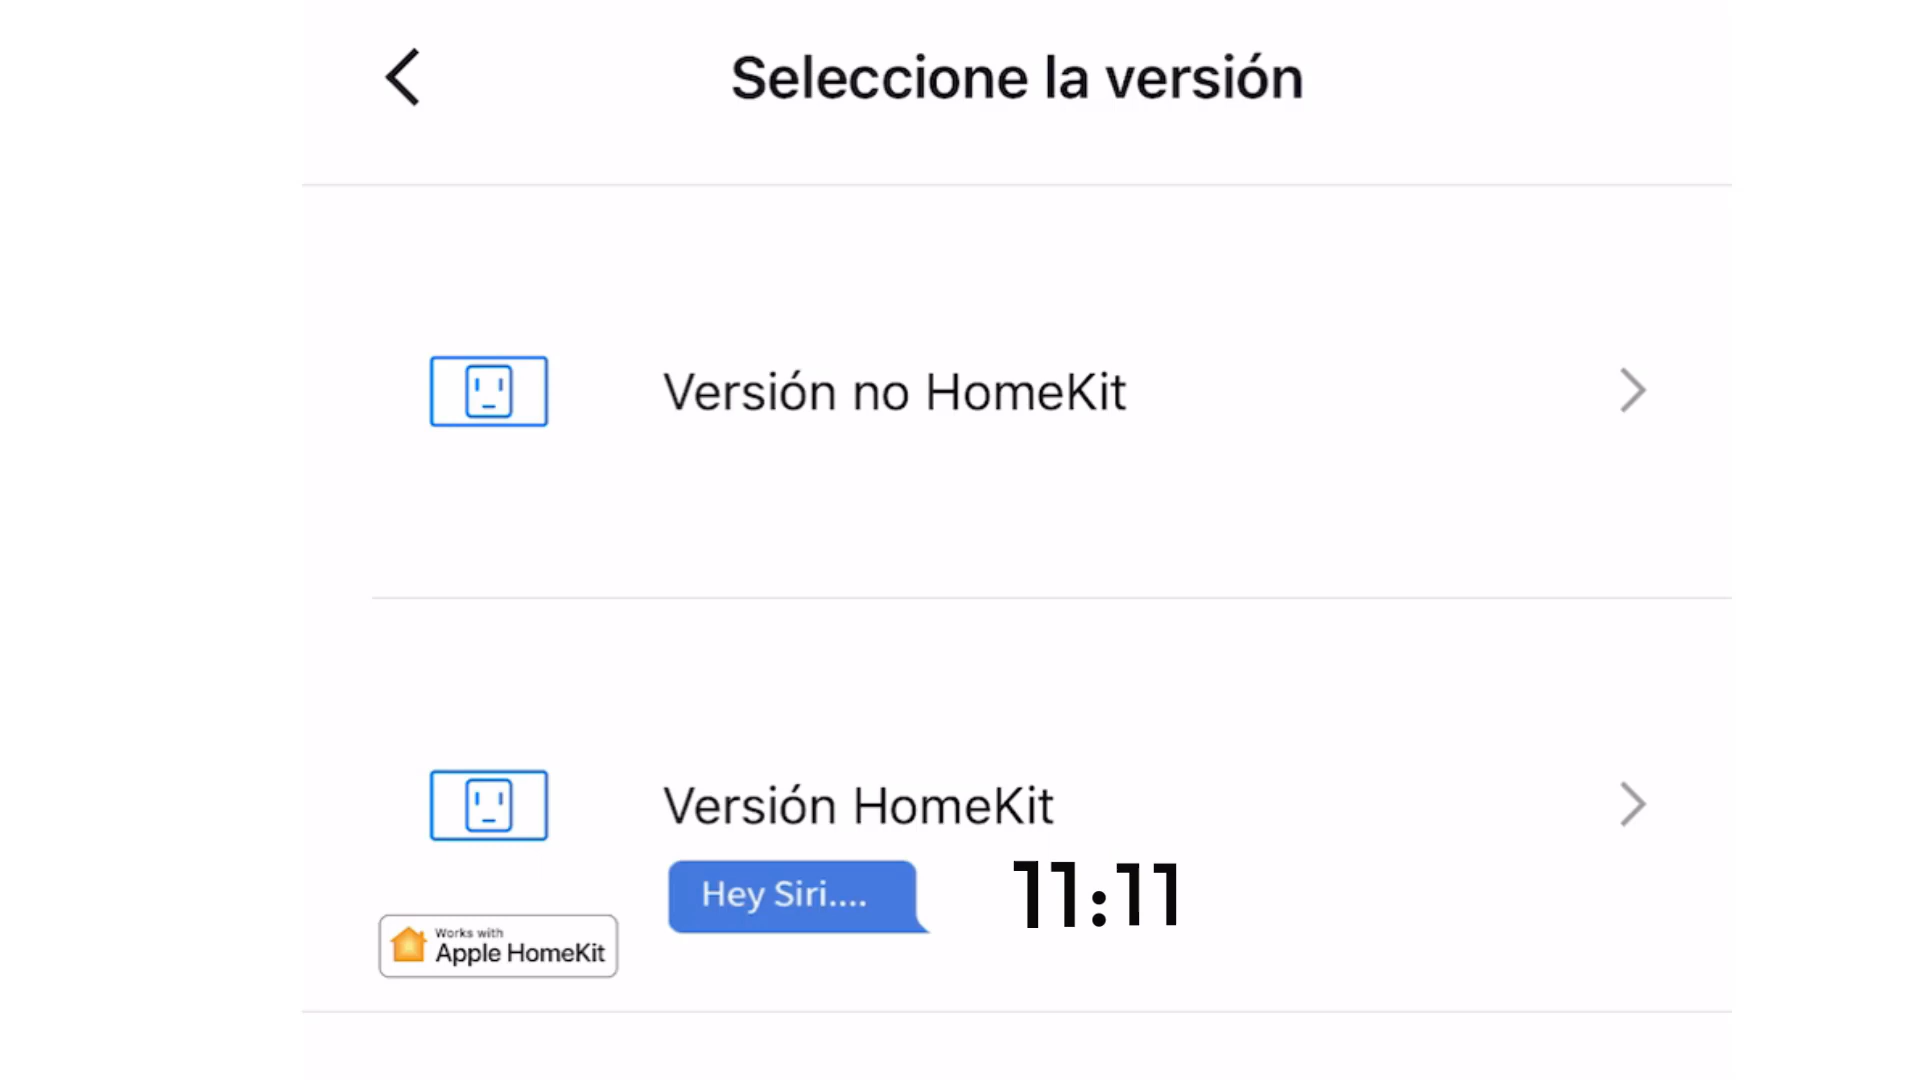 Seleccione la versión
Versión no HomeKit
Versión HomeKit
Hey Siri....
11:11
Works with
Apple HomeKit